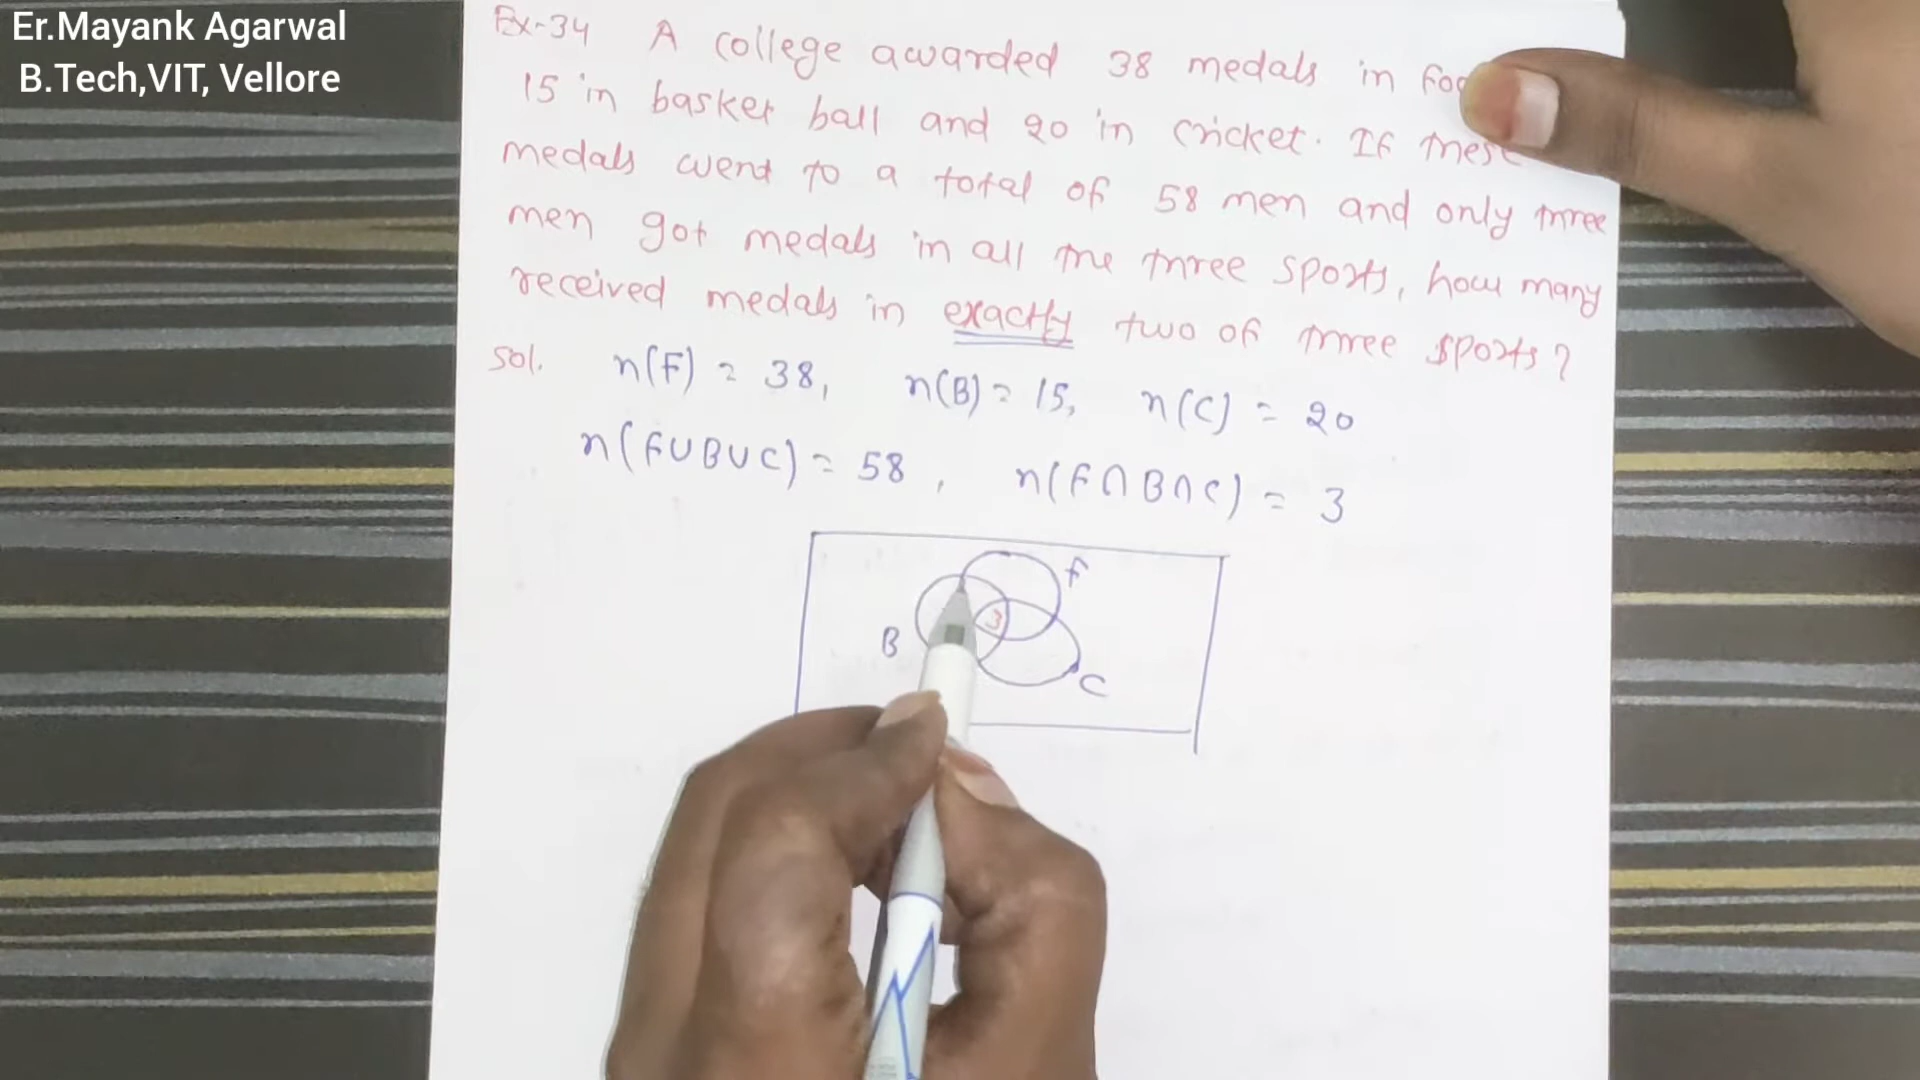 Er.Mayank Agarwal
B.Tech,VIT, Vellore
Ex-34 A college awarded 38 medals in
15 in basket ball and 20 in cricket. If these
medals went to a total of 58 men and only three
men got medals in all the three sports, how many
received medals in exactly two of three sports?
Sol. n(F) = 38, n(B) = 15, n(C) = 20
n(F∪B∪C) = 58, n(F∩B∩C) = 3
F
3
B
C